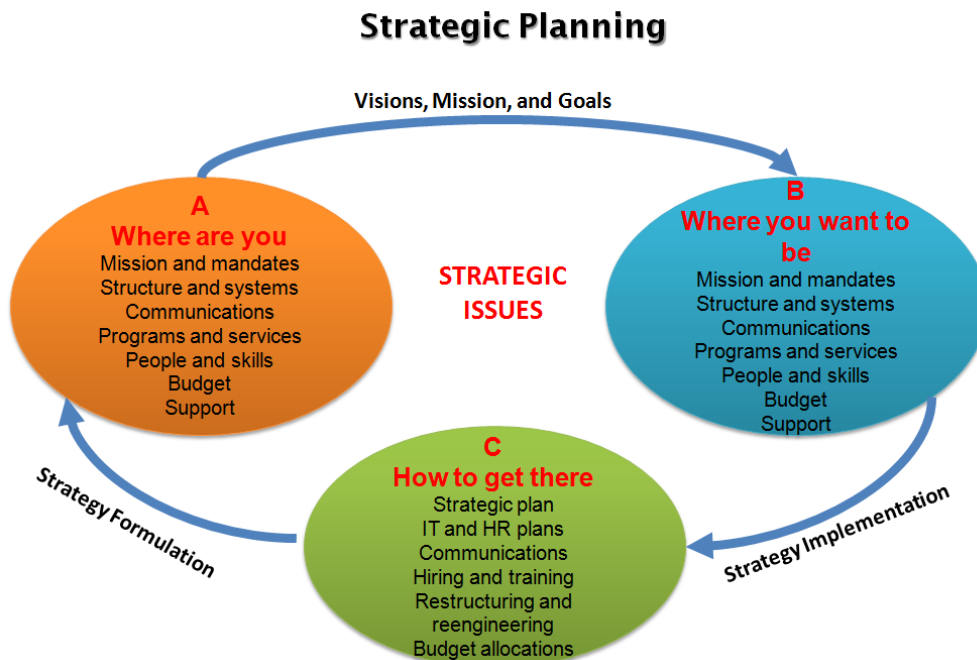 Strategic Planning
Visions, Mission, and Goals
A
Where are you
Mission and mandates
Structure and systems
Communications
Programs and services
People and skills
Budget
Support
STRATEGIC
ISSUES
B
Where you want to
be
Mission and mandates
Structure and systems
Communications
Programs and services
People and skills
Budget
Support
C
How to get there
Strategic plan
IT and HR plans
Communications
Hiring and training
Restructuring and
reengineering
Budget allocations
Strategy Formulation
Strategy Implementation